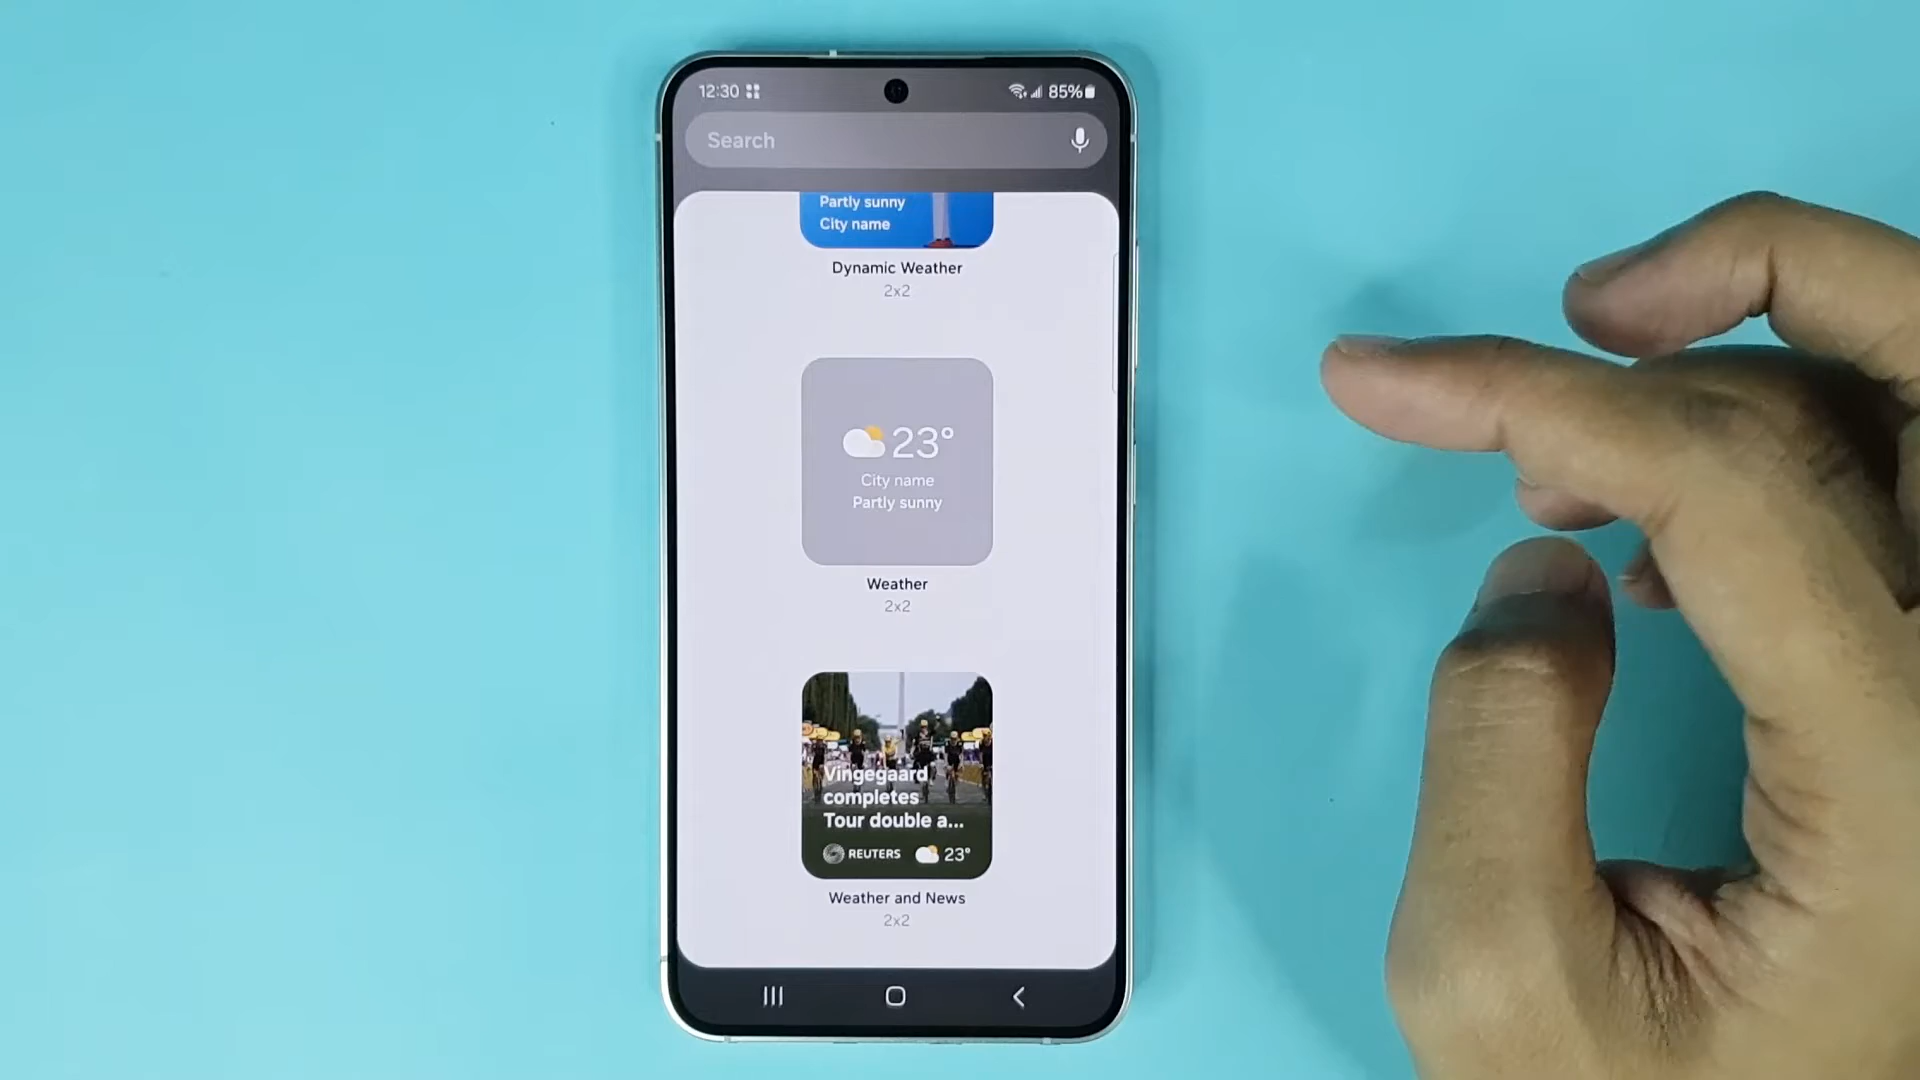 12:30
85%
Search
Partly sunny
City name
Dynamic Weather
2x2
23°
City name
Partly sunny
Weather
2x2
Vingegaard
completes
Tour double a...
REUTERS 23°
Weather and News
2x2